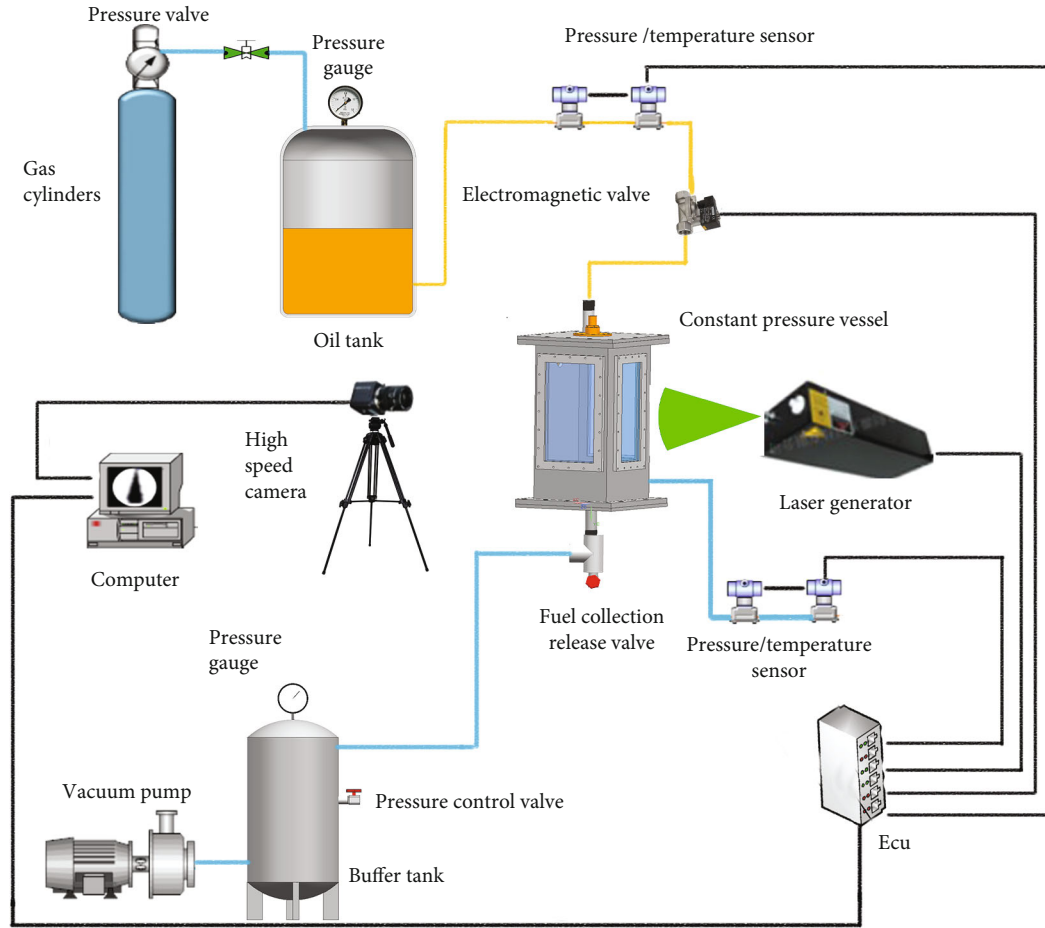 Pressure valve
Pressure
gauge
Pressure /temperature sensor
Gas
cylinders
Electromagnetic valve
Oil tank
Constant pressure vessel
High
speed
camera
Laser generator
Computer
Fuel collection
release valve
Pressure/temperature
sensor
Pressure
gauge
Vacuum pump
Pressure control valve
Buffer tank
Ecu